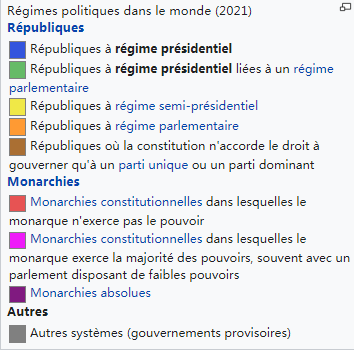 Régimes politiques dans le monde (2021)
Républiques
Républiques à régime présidentiel
Républiques à régime présidentiel liées à un régime
parlementaire
Républiques à régime semi-présidentiel
Républiques à régime parlementaire
Républiques où la constitution n'accorde le droit à
gouverner qu'à un parti unique ou un parti dominant
Monarchies
Monarchies constitutionnelles dans lesquelles le
monarque n'exerce pas le pouvoir
Monarchies constitutionnelles dans lesquelles le
monarque exerce la majorité des pouvoirs, souvent avec un
parlement disposant de faibles pouvoirs
Monarchies absolues
Autres
Autres systèmes (gouvernements provisoires)